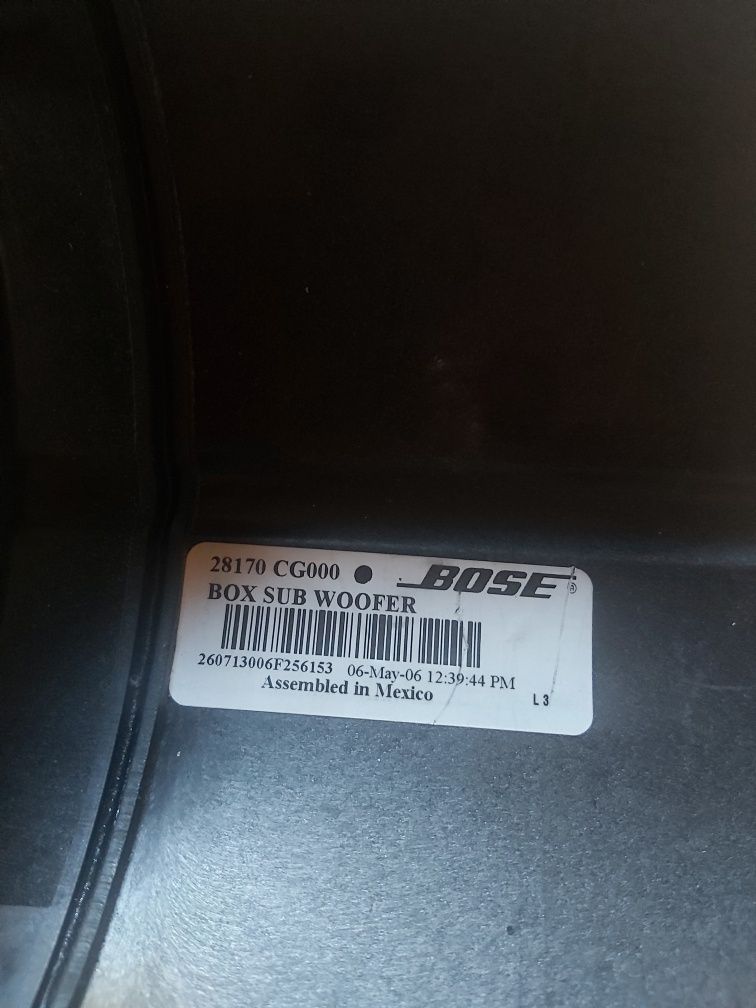 28170 CG000 BOSE®
BOX SUB WOOFER
260713006F256153 06-May-06 12:39:44 PM
Assembled in Mexico L3